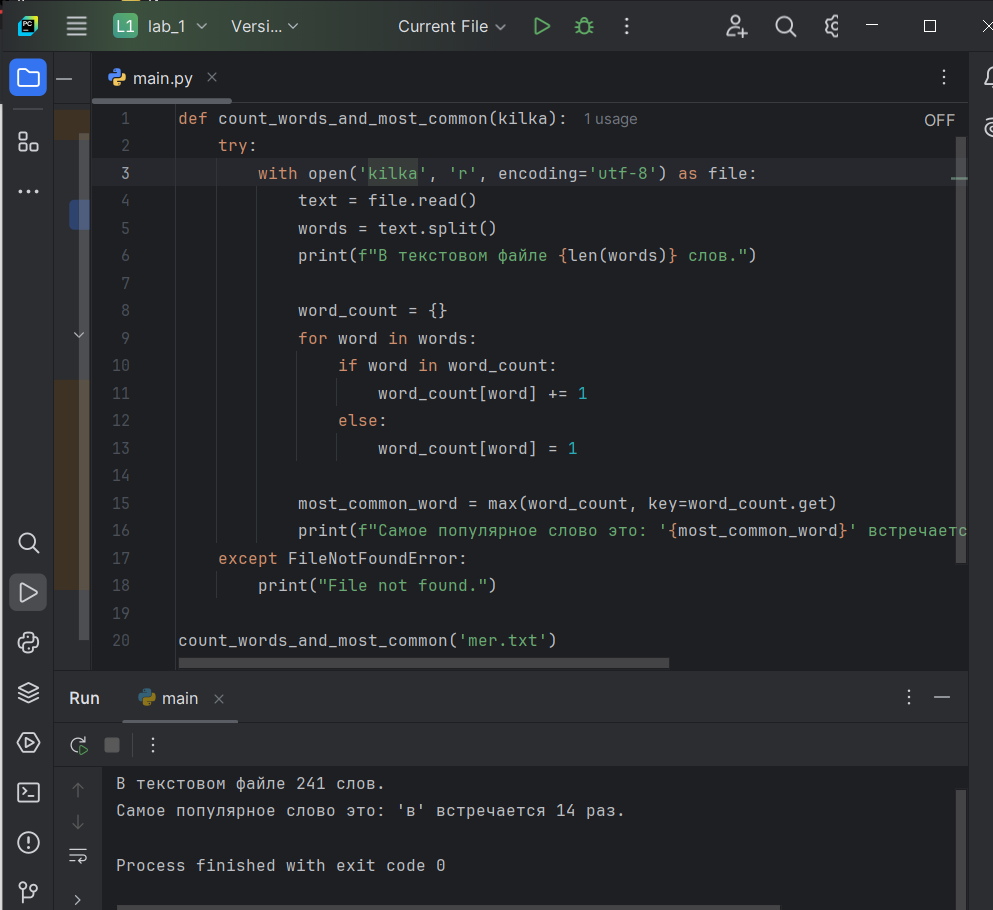 L1 lab_1 Versi... Current File
main.py
1 def count_words_and_most_common(kilka): 1 usage OFF
2 try:
3 with open('kilka', 'r', encoding='utf-8') as file:
4 text = file.read()
5 words = text.split()
6 print(f"В текстовом файле {len(words)} слов.")
7
8 word_count = {}
9 for word in words:
10 if word in word_count:
11 word_count[word] += 1
12 else:
13 word_count[word] = 1
14
15 most_common_word = max(word_count, key=word_count.get)
16 print(f"Самое популярное слово это: '{most_common_word}' встречаетс
17 except FileNotFoundError:
18 print("File not found.")
19
20 count_words_and_most_common('mer.txt')
Run main
В текстовом файле 241 слов.
Самое популярное слово это: 'в' встречается 14 раз.
Process finished with exit code 0